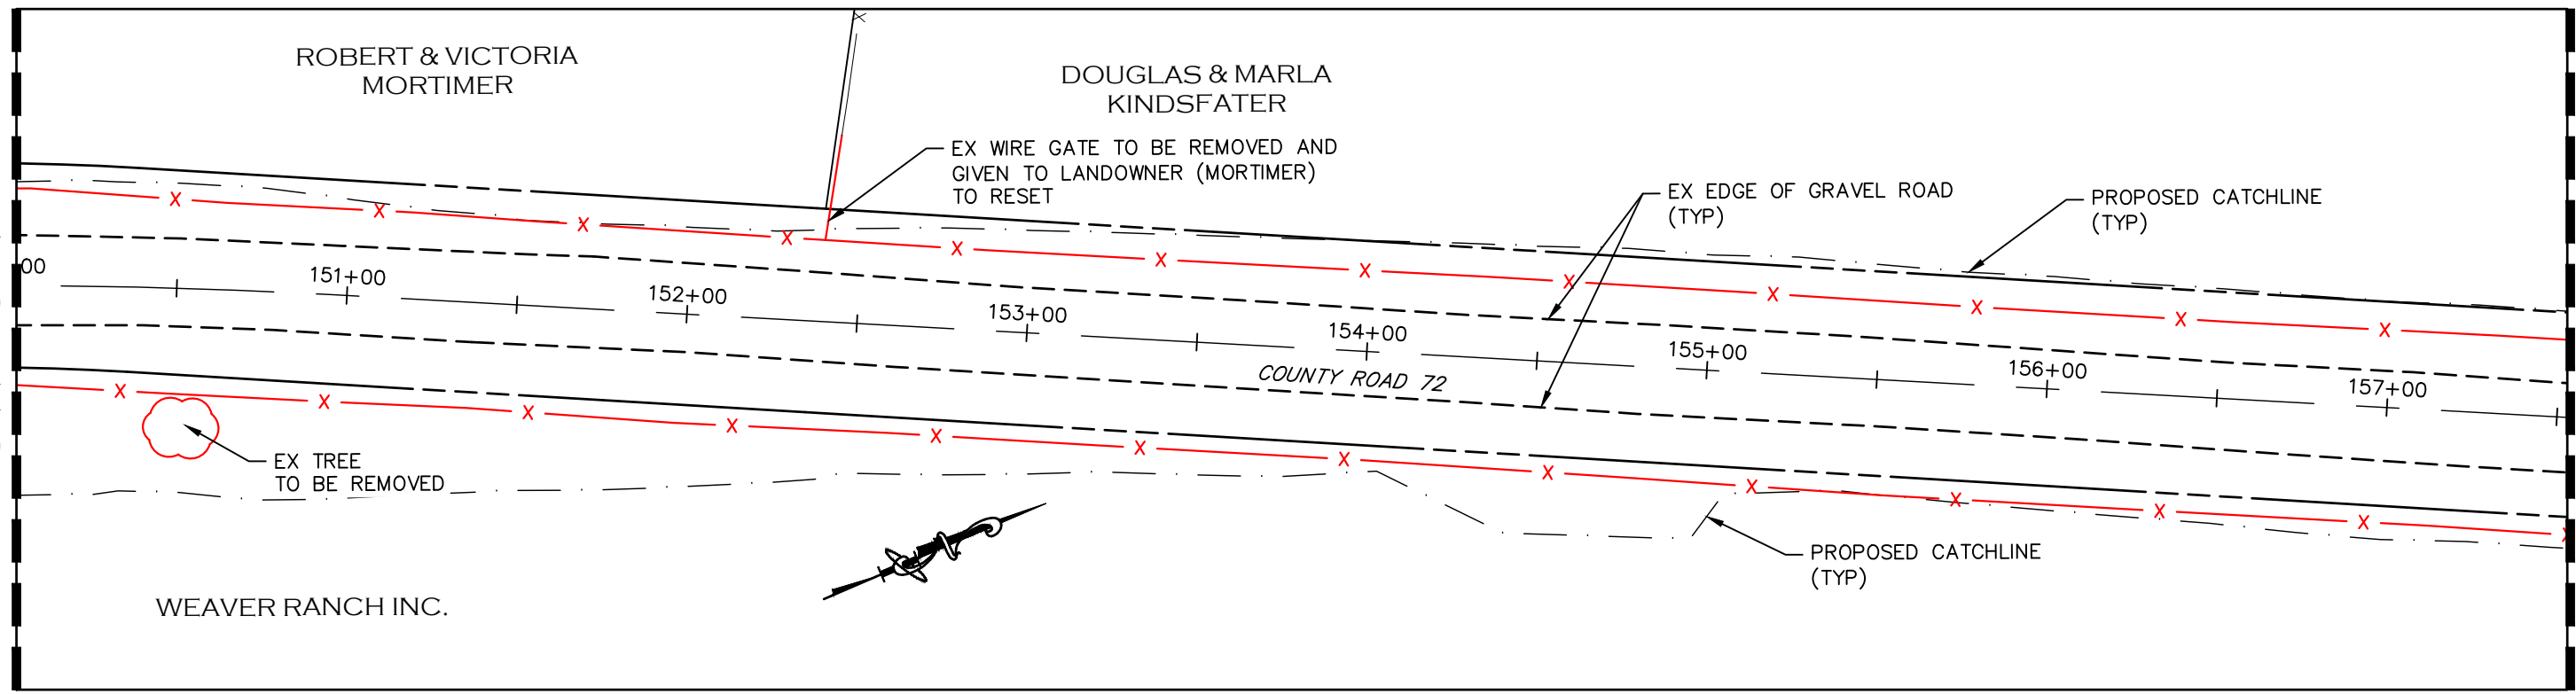 ROBERT & VICTORIA
MORTIMER
DOUGLAS & MARLA
KINDSFATER
EX WIRE GATE TO BE REMOVED AND
GIVEN TO LANDOWNER (MORTIMER)
TO RESET
EX EDGE OF GRAVEL ROAD
(TYP)
PROPOSED CATCHLINE
(TYP)
00
151+00
152+00
153+00
154+00
155+00
156+00
157+00
COUNTY ROAD 72
EX TREE
TO BE REMOVED
PROPOSED CATCHLINE
(TYP)
WEAVER RANCH INC.